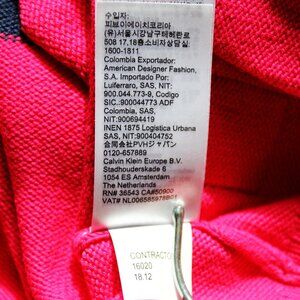 수입자:
피브이에이치코리아
(유)서울시강남구테헤란로
508 17,18층소비자상담실:
1600-1811
Colombia Exportador:
American Designer Fashion,
S.A. Importado Por:
Luiferraro, SAS, NIT:
900.044.773-9, Codigo
SIC:900044773 ADF
Colombia, SAS,
NIT:900694419
INEN 1875 Logistica Urbana
SAS, NIT:900404752
合同会社PVHジャパン
0120-657889
Calvin Klein Europe B.V.
Stadhouderskade 6
1054 ES Amsterdam
The Netherlands
RN# 36543 CA#50900
VAT# NL006585978B01
CONTRACTO
16020
18.12